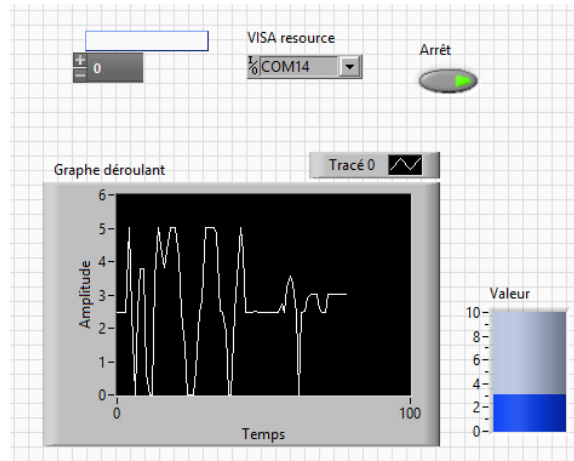 VISA resource
Arrêt
0
I/O COM14
Graphe déroulant
Tracé 0
Amplitude
6
5
4
3
2
1
0
0
100
Temps
Valeur
10
8
6
4
2
0